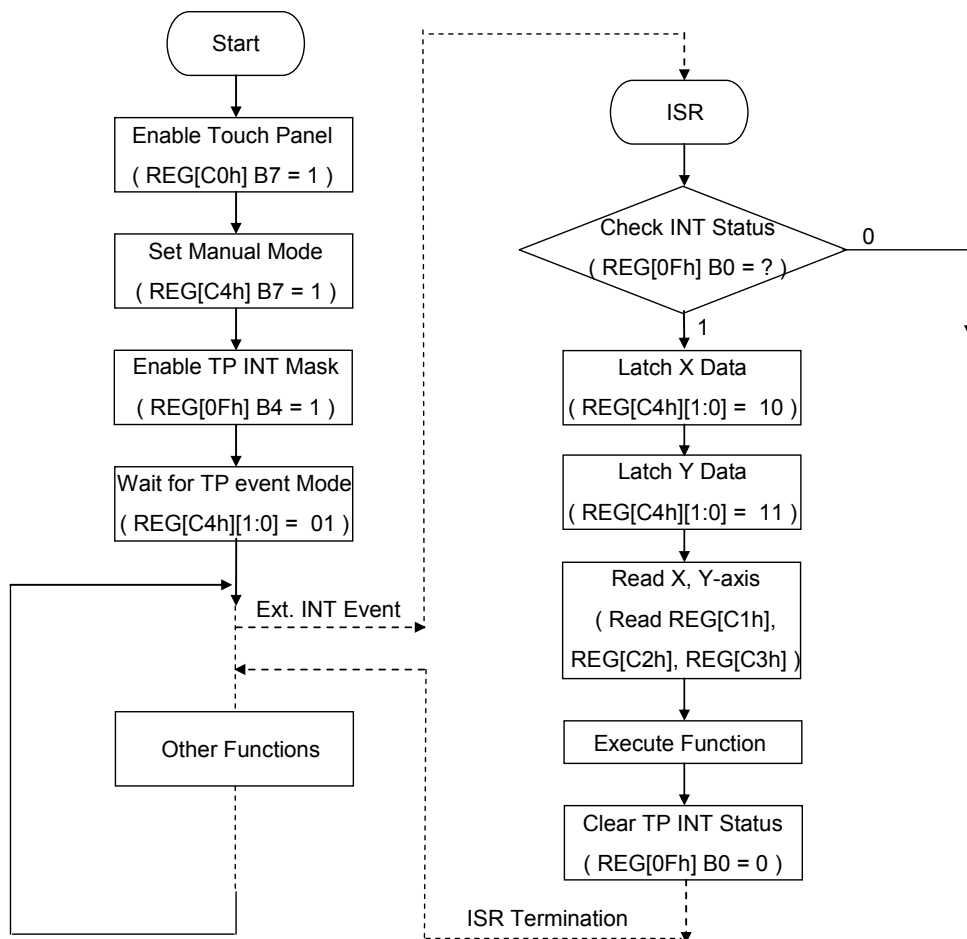 Start
Enable Touch Panel
( REG[C0h] B7 = 1 )
Set Manual Mode
( REG[C4h] B7 = 1 )
Enable TP INT Mask
( REG[0Fh] B4 = 1 )
Wait for TP event Mode
( REG[C4h][1:0] =  01 )
Ext. INT Event
Other Functions
ISR
Check INT Status
( REG[0Fh] B0 = ? )
0
1
Latch X Data
( REG[C4h][1:0] =  10 )
Latch Y Data
( REG[C4h][1:0] =  11 )
Read X, Y-axis
( Read REG[C1h],
REG[C2h], REG[C3h] )
Execute Function
Clear TP INT Status
( REG[0Fh] B0 = 0 )
ISR Termination